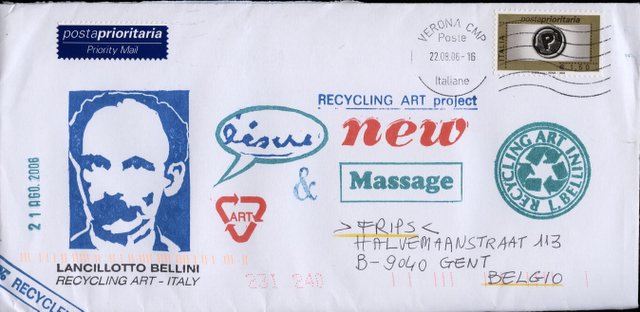 postaprioritaria
Priority Mail
VERONA CMP
Poste
22.08.06-16
Italiane
ITALIA
postaprioritaria
P
RECYCLING ART project
new
&
Massage
ART
RECYCLING ART INIT.
L.BEL
21 AGO. 2006
>FRIPS<
HALVEMAANSTRAAT 113
B-9040 GENT
BELGIO
LANCILLOTTO BELLINI
RECYCLING ART - ITALY
231 240
% RECYCLE